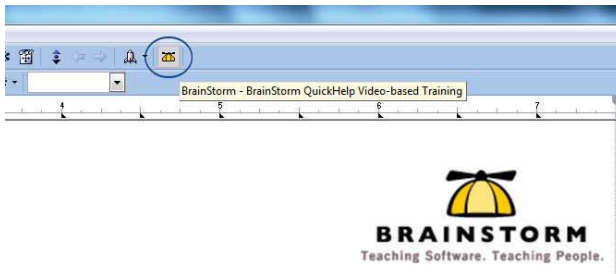 BrainStorm - BrainStorm QuickHelp Video-based Training
4 5 6 7
BRAINSTORM
Teaching Software. Teaching People.